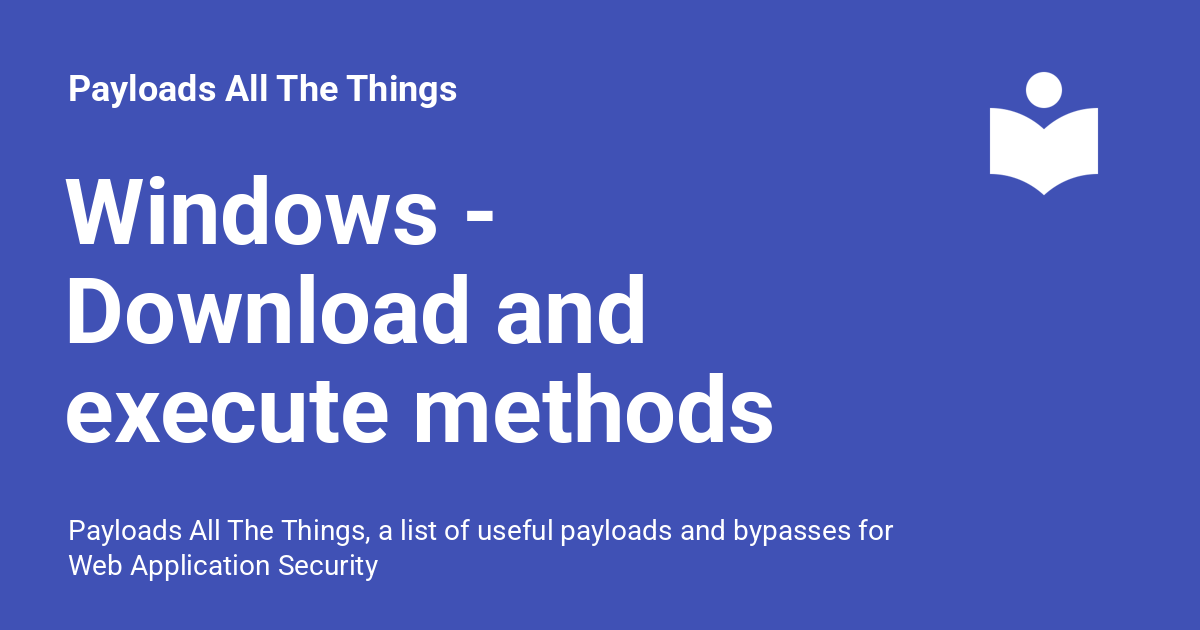 Payloads All The Things
Windows -
Download and
execute methods
Payloads All The Things, a list of useful payloads and bypasses for
Web Application Security